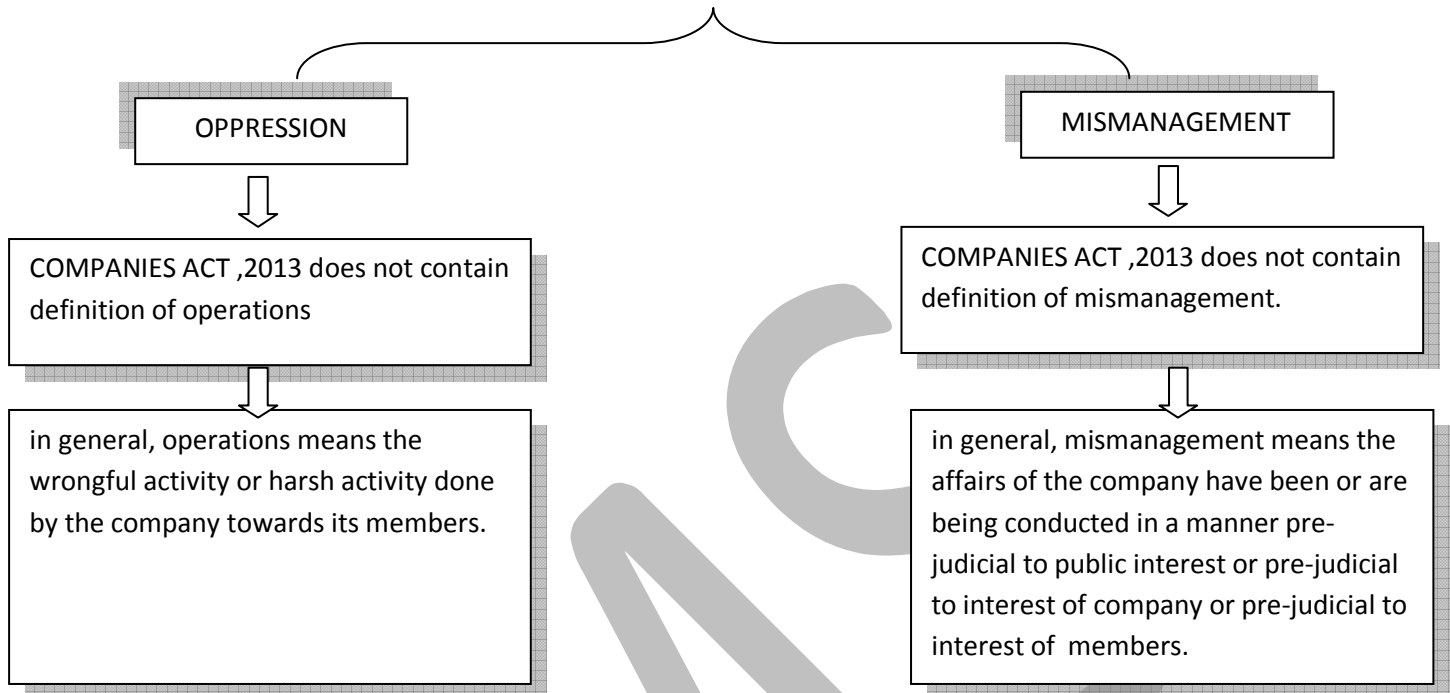 OPPRESSION
COMPANIES ACT ,2013 does not contain
definition of operations
in general, operations means the
wrongful activity or harsh activity done
by the company towards its members.
MISMANAGEMENT
COMPANIES ACT ,2013 does not contain
definition of mismanagement.
in general, mismanagement means the
affairs of the company have been or are
being conducted in a manner pre-
judicial to public interest or pre-judicial
to interest of company or pre-judicial to
interest of members.